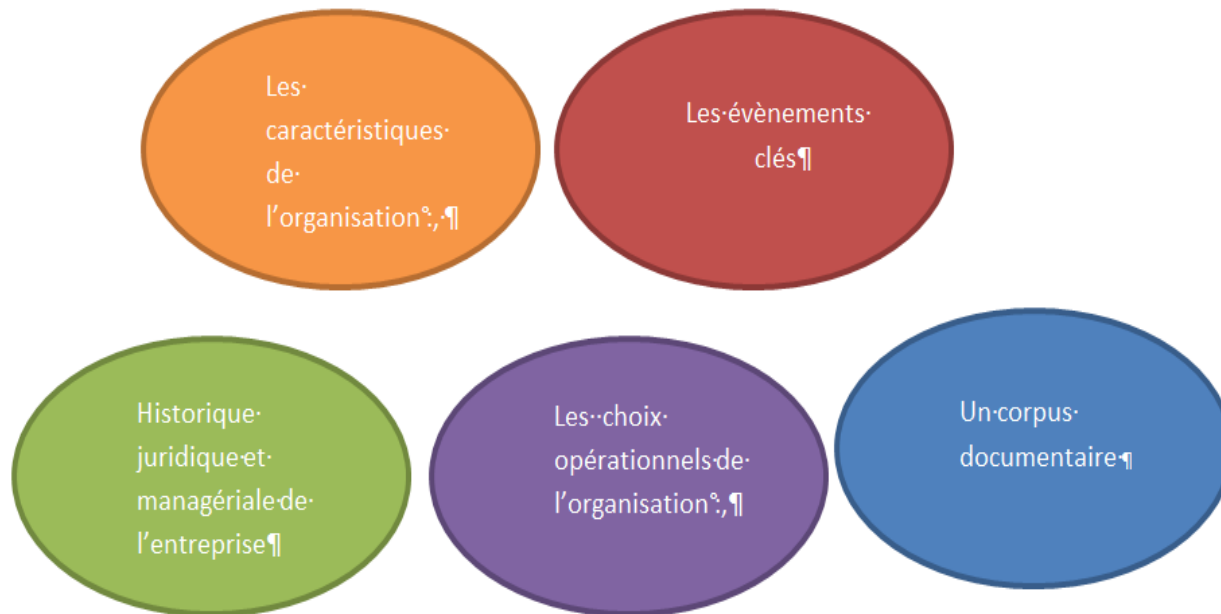 Les·
caractéristiques·
de·
l’organisation°:,·¶
Les·évènements·
clés¶
Historique·
juridique·et·
managériale·de·
l’entreprise¶
Les··choix·
opérationnels·de·
l’organisation°:,¶
Un·corpus·
documentaire·¶